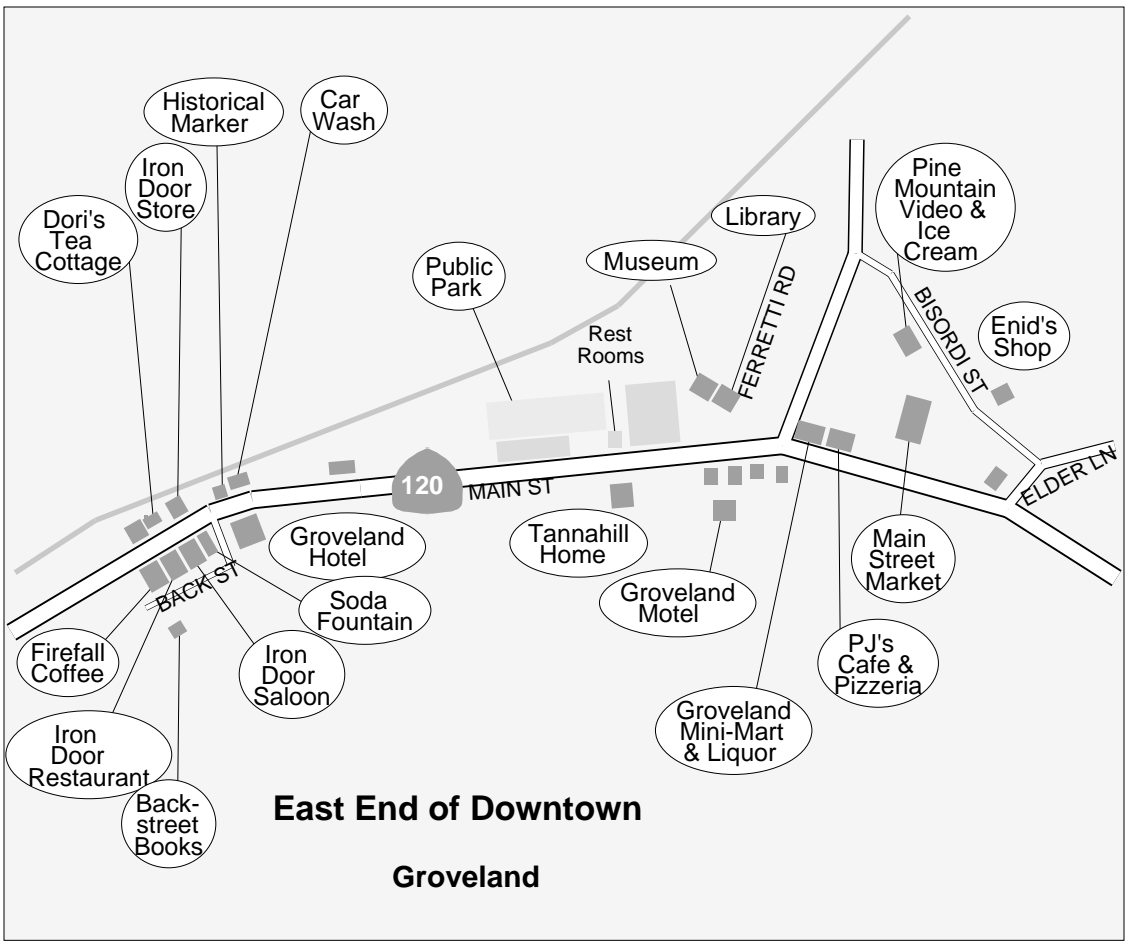 Historical
Marker
Car
Wash
Iron
Door
Store
Pine
Mountain
Video &
Ice
Cream
Dori's
Tea
Cottage
Library
Museum
Public
Park
FERRETTI RD
BISORDI ST
Enid's
Shop
Rest
Rooms
120
MAIN ST
ELDER LN
Groveland
Hotel
Tannahill
Home
Main
Street
Market
BACK ST
Soda
Fountain
Groveland
Motel
Firefall
Coffee
Iron
Door
Saloon
PJ's
Cafe &
Pizzeria
Groveland
Mini-Mart
& Liquor
Iron
Door
Restaurant
Back-
street
Books
East End of Downtown
Groveland